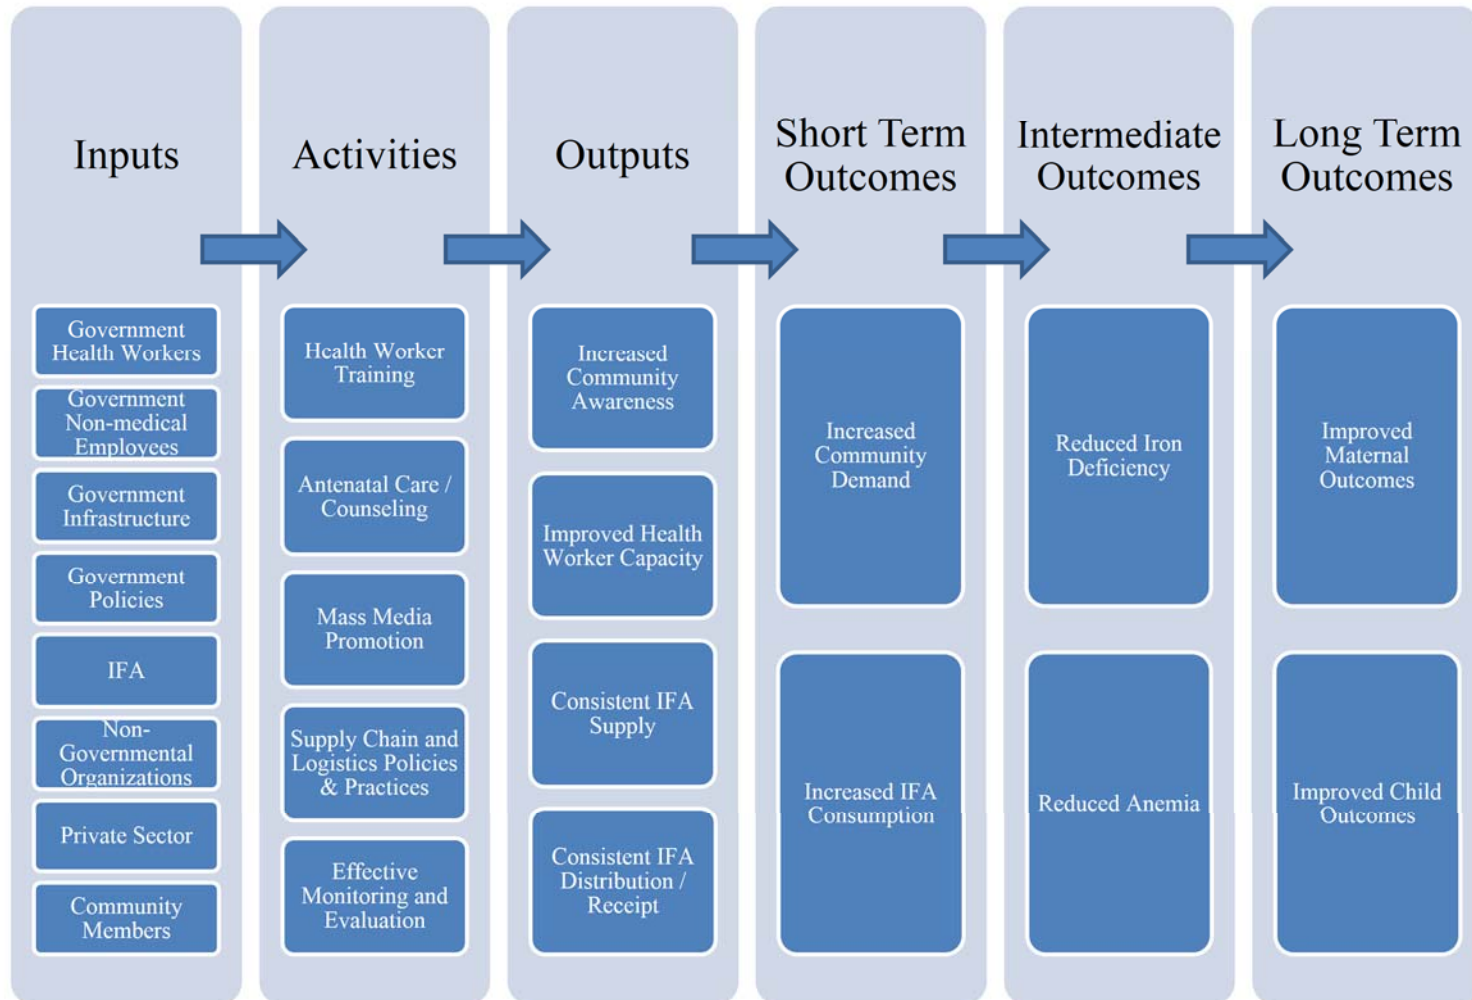 Inputs
Government
Health Workers
Government
Non-medical
Employees
Government
Infrastructure
Government
Policies
IFA
Non-
Governmental
Organizations
Private Sector
Community
Members
Activities
Health Worker
Training
Antenatal Care /
Counseling
Mass Media
Promotion
Supply Chain and
Logistics Policies
& Practices
Effective
Monitoring and
Evaluation
Outputs
Increased
Community
Awareness
Improved Health
Worker Capacity
Consistent IFA
Supply
Consistent IFA
Distribution /
Receipt
Short Term
Outcomes
Increased
Community
Demand
Increased IFA
Consumption
Intermediate
Outcomes
Reduced Iron
Deficiency
Reduced Anemia
Long Term
Outcomes
Improved
Maternal
Outcomes
Improved Child
Outcomes